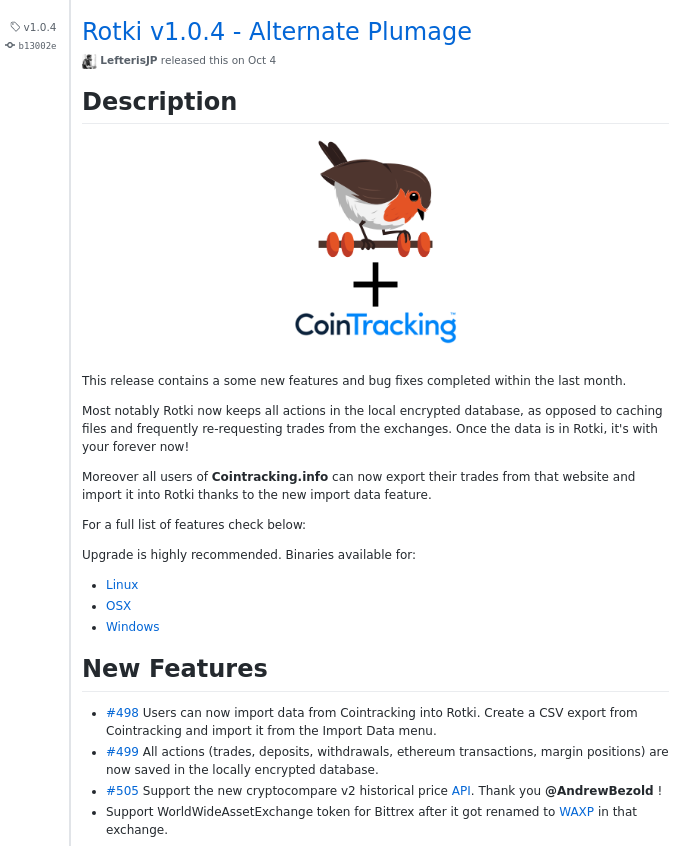 v1.0.4
b13002e
Rotki v1.0.4 - Alternate Plumage
LefterisJP released this on Oct 4
Description
CoinTracking™
This release contains a some new features and bug fixes completed within the last month.
Most notably Rotki now keeps all actions in the local encrypted database, as opposed to caching
files and frequently re-requesting trades from the exchanges. Once the data is in Rotki, it's with
your forever now!
Moreover all users of Cointracking.info can now export their trades from that website and
import it into Rotki thanks to the new import data feature.
For a full list of features check below:
Upgrade is highly recommended. Binaries available for:
• Linux
• OSX
• Windows
New Features
• #498 Users can now import data from Cointracking into Rotki. Create a CSV export from
Cointracking and import it from the Import Data menu.
• #499 All actions (trades, deposits, withdrawals, ethereum transactions, margin positions) are
now saved in the locally encrypted database.
• #505 Support the new cryptocompare v2 historical price API. Thank you @AndrewBezold !
• Support WorldWideAssetExchange token for Bittrex after it got renamed to WAXP in that
exchange.